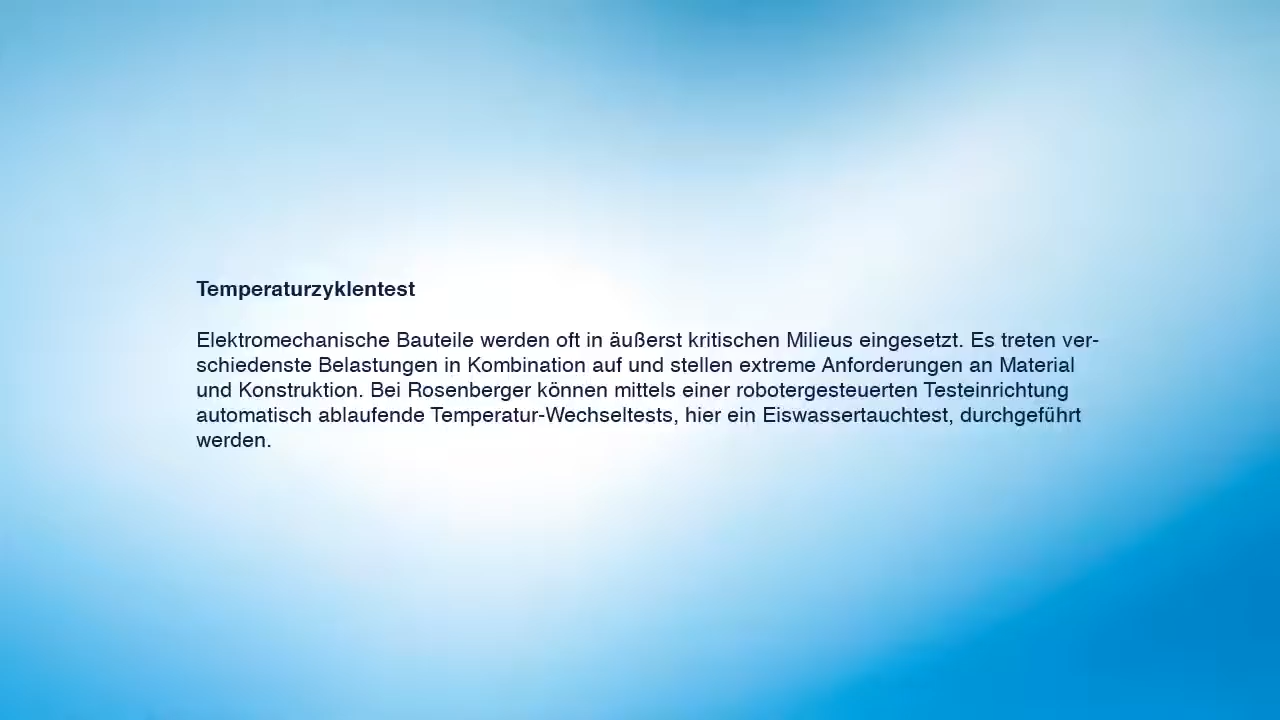 Temperaturzyklentest
Elektromechanische Bauteile werden oft in äußerst kritischen Milieus eingesetzt. Es treten ver-
schiedenste Belastungen in Kombination auf und stellen extreme Anforderungen an Material
und Konstruktion. Bei Rosenberger können mittels einer robotergesteuerten Testeinrichtung
automatisch ablaufende Temperatur-Wechseltests, hier ein Eiswassertauchtest, durchgeführt
werden.